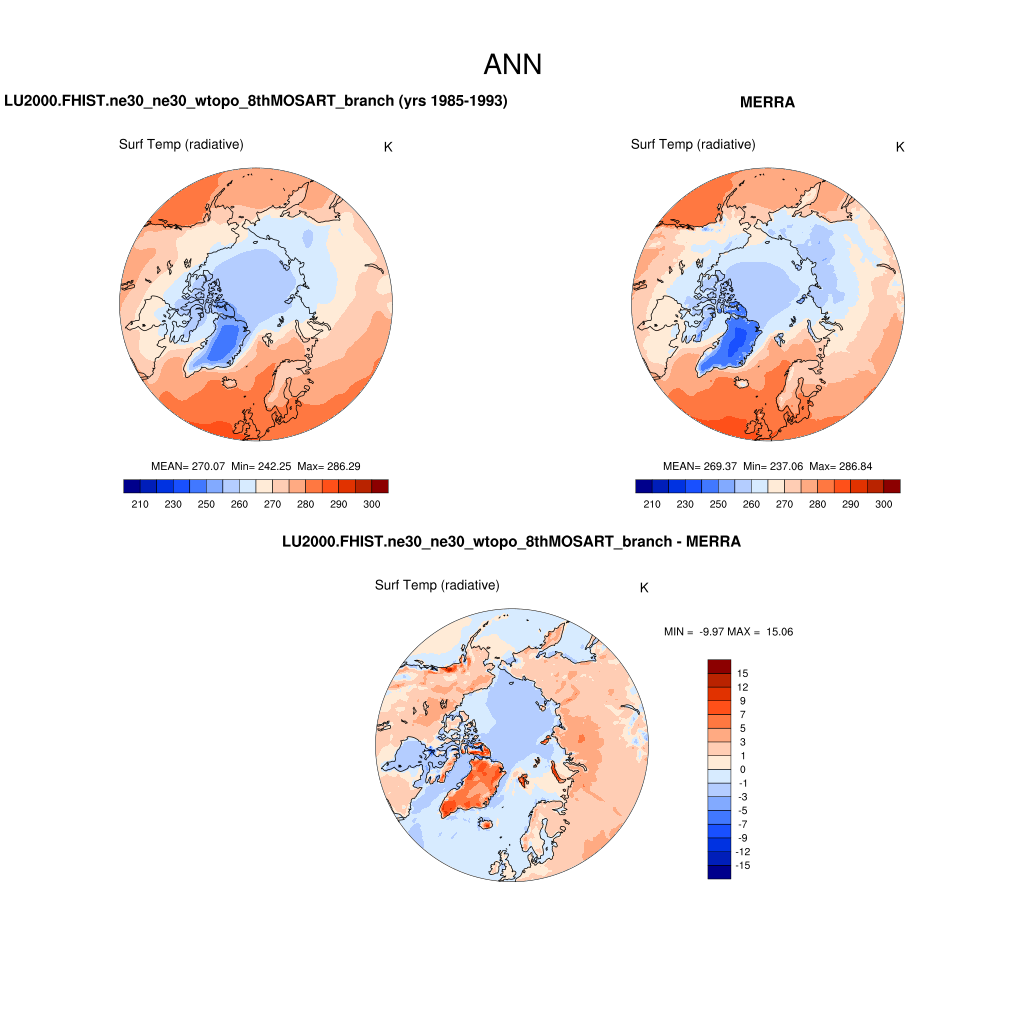 ANN
LU2000.FHIST.ne30_ne30_wtopo_8thMOSART_branch (yrs 1985-1993)
Surf Temp (radiative) K
MEAN= 270.07 Min= 242.25 Max= 286.29
210 230 250 260 270 280 290 300
MERRA
Surf Temp (radiative) K
MEAN= 269.37 Min= 237.06 Max= 286.84
210 230 250 260 270 280 290 300
LU2000.FHIST.ne30_ne30_wtopo_8thMOSART_branch - MERRA
Surf Temp (radiative) K
MIN = -9.97 MAX = 15.06
15
12
9
7
5
3
1
0
-1
-3
-5
-7
-9
-12
-15